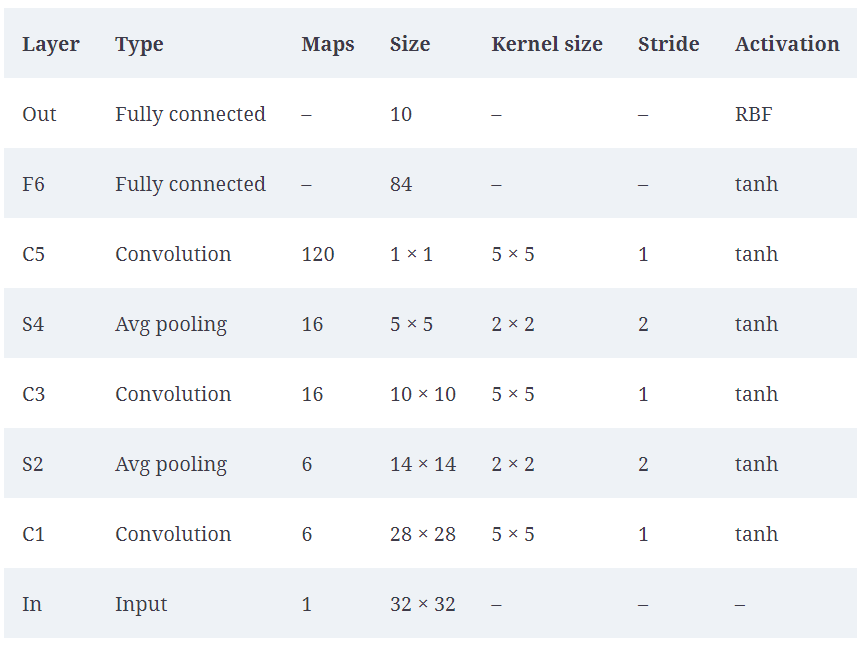 Layer Type Maps Size Kernel size Stride Activation
Out Fully connected – 10 – – RBF
F6 Fully connected – 84 – – tanh
C5 Convolution 120 1 × 1 5 × 5 1 tanh
S4 Avg pooling 16 5 × 5 2 × 2 2 tanh
C3 Convolution 16 10 × 10 5 × 5 1 tanh
S2 Avg pooling 6 14 × 14 2 × 2 2 tanh
C1 Convolution 6 28 × 28 5 × 5 1 tanh
In Input 1 32 × 32 – – –